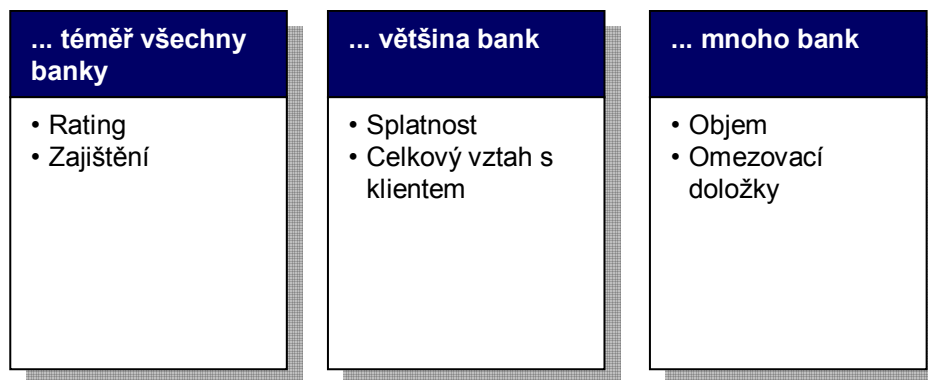 ... téměř všechny
banky
• Rating
• Zajištění
... většina bank
• Splatnost
• Celkový vztah s
klientem
... mnoho bank
• Objem
• Omezovací
doložky